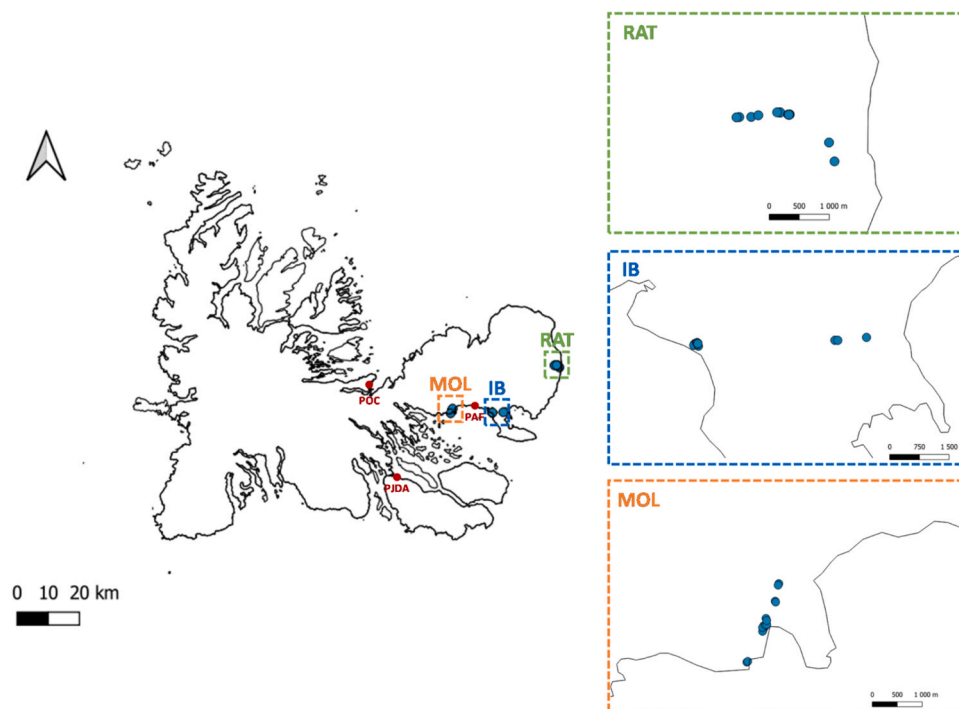 RAT
0 500 1 000 m
IB
0 750 1 500
MOL
0 500 1 000 m
RAT
MOL
IB
POC
PAF
PJDA
0 10 20 km